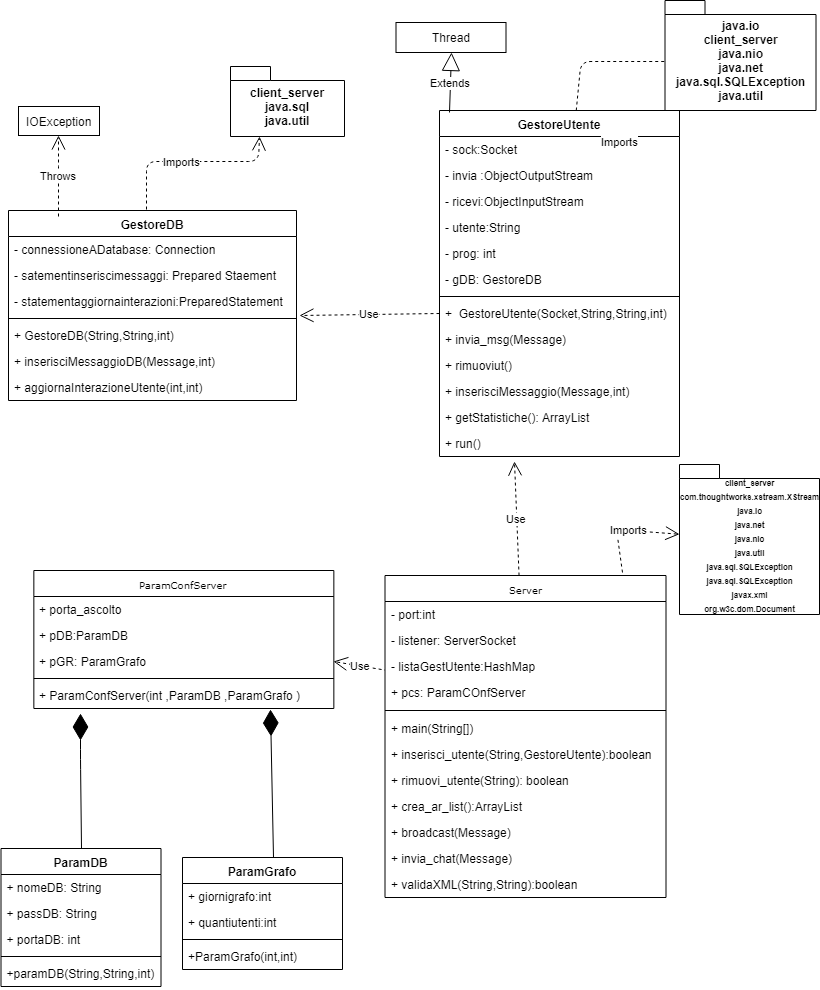 Thread
Extends
java.io
client_server
java.nio
java.net
java.sql.SQLException
java.util
Imports
IOException
Throws
client_server
java.sql
java.util
Imports
GestoreUtente
- sock:Socket
- invia :ObjectOutputStream
- ricevi:ObjectInputStream
- utente:String
- prog: int
- gDB: GestoreDB
+ GestoreUtente(Socket,String,String,int)
+ invia_msg(Message)
+ rimuoviut()
+ inserisciMessaggio(Message,int)
+ getStatistiche(): ArrayList
+ run()
GestoreDB
- connessioneADatabase: Connection
- satementinseriscimessaggi: Prepared Staement
- statementaggiornainterazioni:PreparedStatement
+ GestoreDB(String,String,int)
+ inserisciMessaggioDB(Message,int)
+ aggiornaInterazioneUtente(int,int)
Use
Use
Imports
client_server
com.thoughtworks.xstream.XStream
java.io
java.net
java.nio
java.util
java.sql.SQLException
java.sql.SQLException
javax.xml
org.w3c.dom.Document
ParamConfServer
+ porta_ascolto
+ pDB:ParamDB
+ pGR: ParamGrafo
+ ParamConfServer(int ,ParamDB ,ParamGrafo )
Use
Server
- port:int
- listener: ServerSocket
- listaGestUtente:HashMap
+ pcs: ParamCOnfServer
+ main(String[])
+ inserisci_utente(String,GestoreUtente):boolean
+ rimuovi_utente(String): boolean
+ crea_ar_list():ArrayList
+ broadcast(Message)
+ invia_chat(Message)
+ validaXML(String,String):boolean
ParamDB
+ nomeDB: String
+ passDB: String
+ portaDB: int
+paramDB(String,String,int)
ParamGrafo
+ giornigrafo:int
+ quantiutenti:int
+ParamGrafo(int,int)